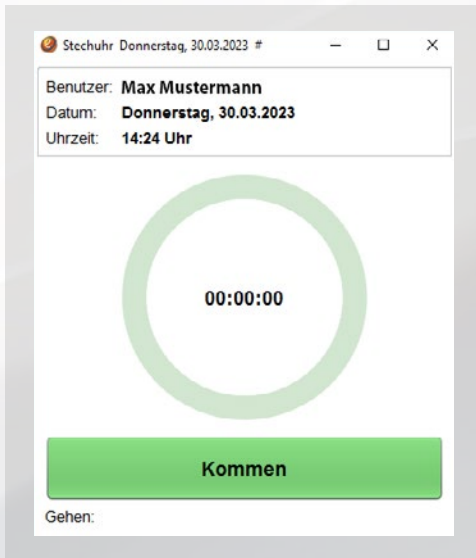 Stechuhr Donnerstag, 30.03.2023 #
Benutzer: Max Mustermann
Datum: Donnerstag, 30.03.2023
Uhrzeit: 14:24 Uhr
00:00:00
Kommen
Gehen: